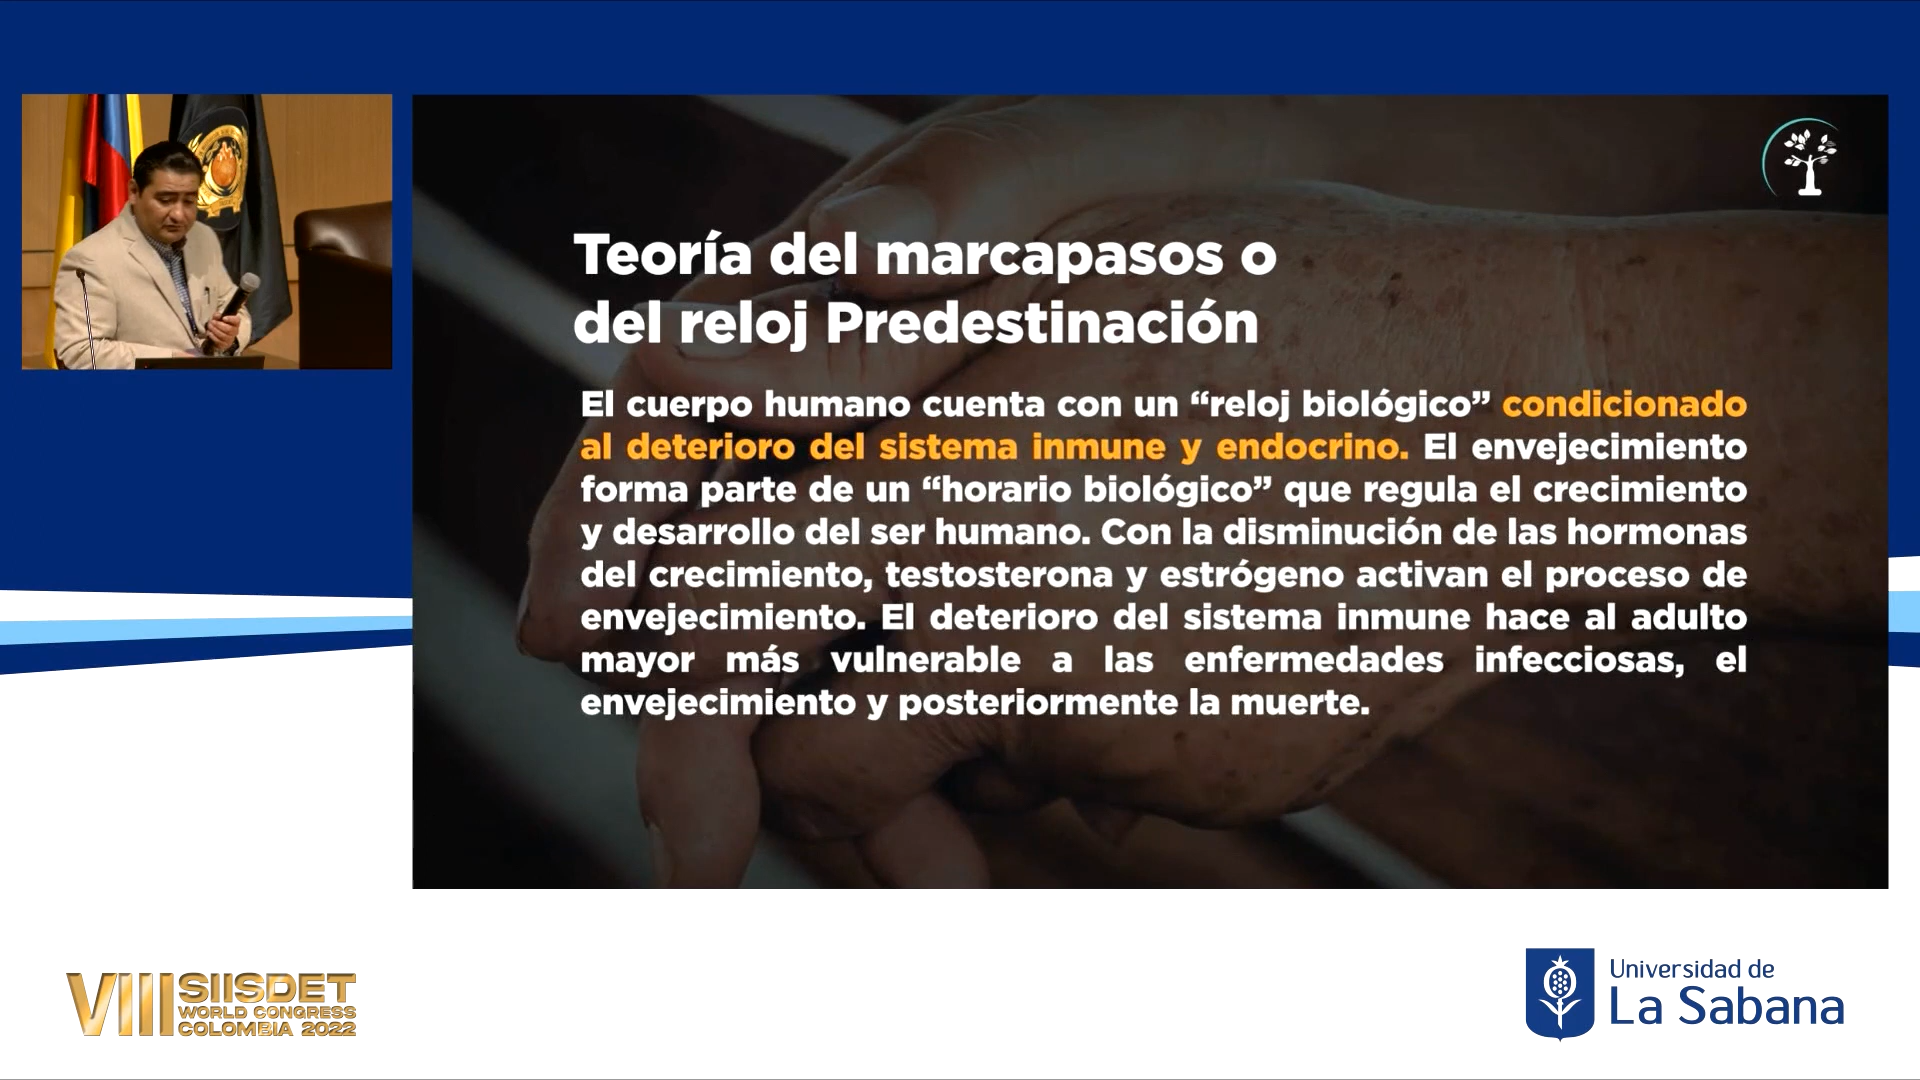 Teoría del marcapasos o
del reloj Predestinación
El cuerpo humano cuenta con un “reloj biológico” condicionado
al deterioro del sistema inmune y endocrino. El envejecimiento
forma parte de un “horario biológico” que regula el crecimiento
y desarrollo del ser humano. Con la disminución de las hormonas
del crecimiento, testosterona y estrógeno activan el proceso de
envejecimiento. El deterioro del sistema inmune hace al adulto
mayor más vulnerable a las enfermedades infecciosas, el
envejecimiento y posteriormente la muerte.
VIII SIISDET
WORLD CONGRESS
COLOMBIA 2022
Universidad de
La Sabana